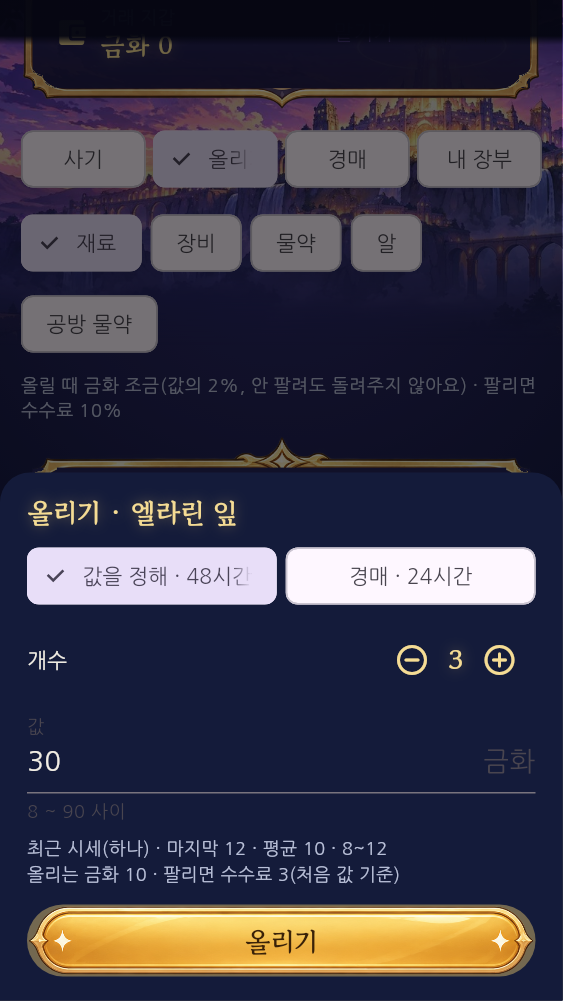 금화 0
사기
올리
경매
내 장부
재료
장비
물약
알
공방 물약
올릴 때 금화 조금(값의 2%, 안 팔려도 돌려주지 않아요) · 팔리면
수수료 10%
올리기 · 엘라린 잎
값을 정해 · 48시간
경매 · 24시간
개수
3
값
30
금화
8 ~ 90 사이
최근 시세(하나) · 마지막 12 · 평균 10 · 8~12
올리는 금화 10 · 팔리면 수수료 3(처음 값 기준)
올리기